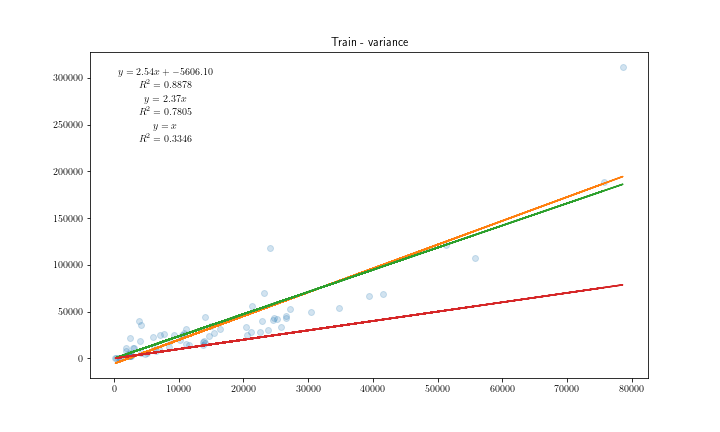 Train - variance
y = 2.54x + −5606.10
R² = 0.8878
y = 2.37x
R² = 0.7805
y = x
R² = 0.3346
300000
250000
200000
150000
100000
50000
0
0 10000 20000 30000 40000 50000 60000 70000 80000